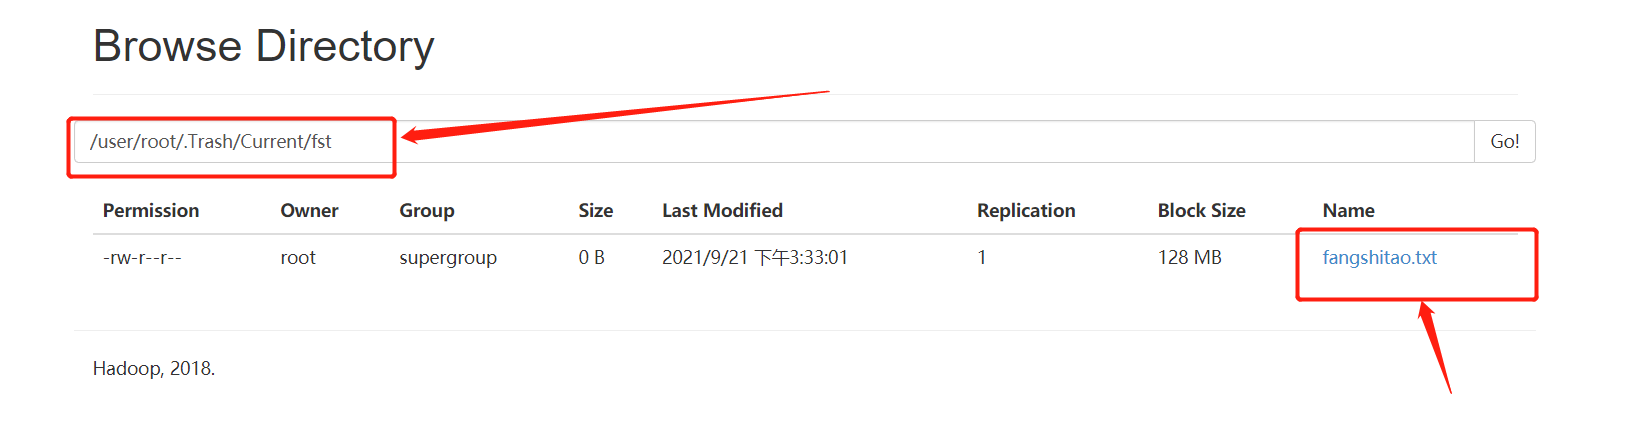 Browse Directory
/user/root/.Trash/Current/fst Go!
Permission Owner Group Size Last Modified Replication Block Size Name
-rw-r--r-- root supergroup 0 B 2021/9/21 下午3:33:01 1 128 MB fangshitao.txt
Hadoop, 2018.